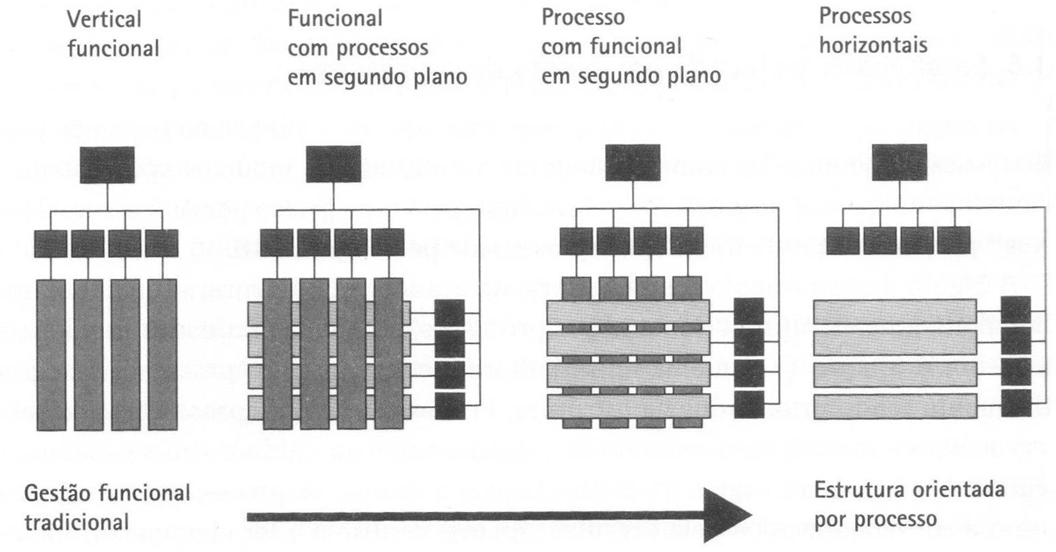 Vertical
funcional
Funcional
com processos
em segundo plano
Processo
com funcional
em segundo plano
Processos
horizontais
Gestão funcional
tradicional
Estrutura orientada
por processo